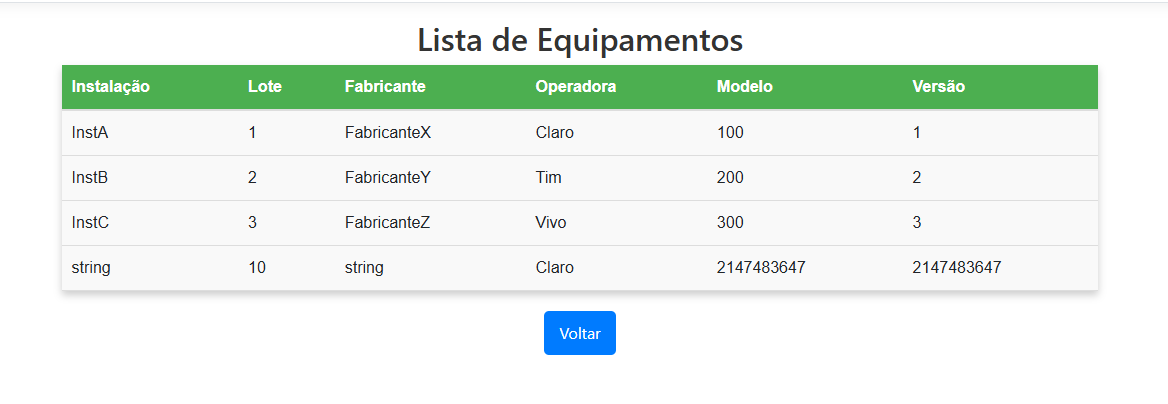 Lista de Equipamentos
Instalação Lote Fabricante Operadora Modelo Versão
InstA 1 FabricanteX Claro 100 1
InstB 2 FabricanteY Tim 200 2
InstC 3 FabricanteZ Vivo 300 3
string 10 string Claro 2147483647 2147483647
Voltar